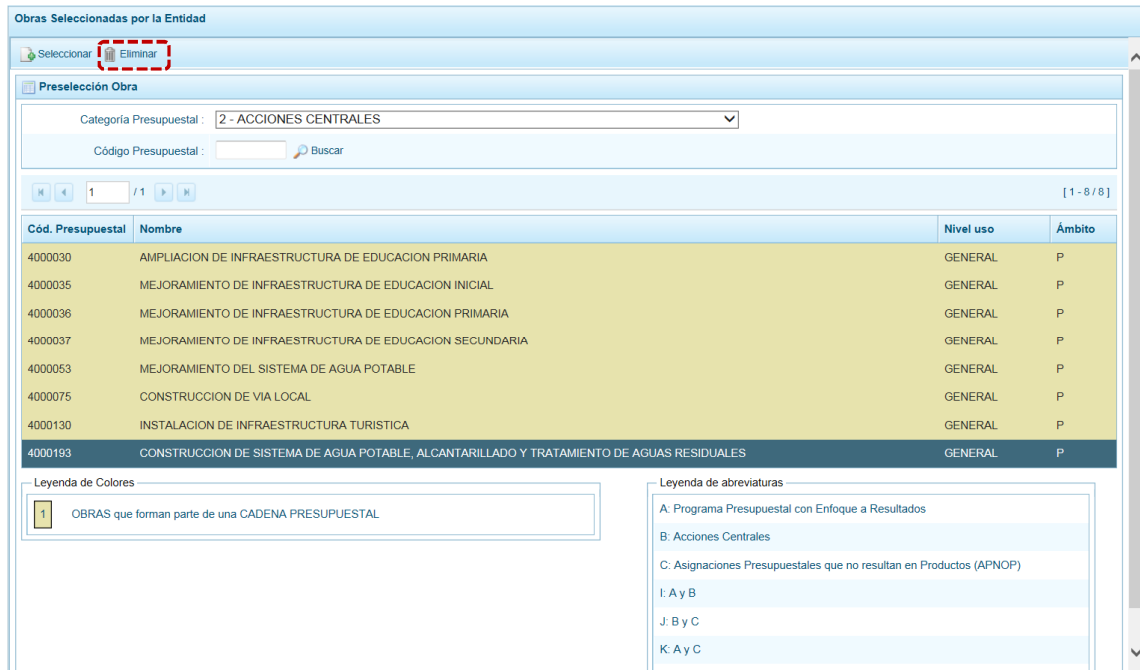 Obras Seleccionadas por la Entidad
Seleccionar Eliminar
Preselección Obra
Categoría Presupuestal : 2 - ACCIONES CENTRALES
Código Presupuestal : Buscar
1 / 1 [ 1 - 8 / 8 ]
Cód. Presupuestal Nombre Nivel uso Ámbito
4000030 AMPLIACION DE INFRAESTRUCTURA DE EDUCACION PRIMARIA GENERAL P
4000035 MEJORAMIENTO DE INFRAESTRUCTURA DE EDUCACION INICIAL GENERAL P
4000036 MEJORAMIENTO DE INFRAESTRUCTURA DE EDUCACION PRIMARIA GENERAL P
4000037 MEJORAMIENTO DE INFRAESTRUCTURA DE EDUCACION SECUNDARIA GENERAL P
4000053 MEJORAMIENTO DEL SISTEMA DE AGUA POTABLE GENERAL P
4000075 CONSTRUCCION DE VIA LOCAL GENERAL P
4000130 INSTALACION DE INFRAESTRUCTURA TURISTICA GENERAL P
4000193 CONSTRUCCION DE SISTEMA DE AGUA POTABLE, ALCANTARILLADO Y TRATAMIENTO DE AGUAS RESIDUALES GENERAL P
Leyenda de Colores
1 OBRAS que forman parte de una CADENA PRESUPUESTAL
Leyenda de abreviaturas
A: Programa Presupuestal con Enfoque a Resultados
B: Acciones Centrales
C: Asignaciones Presupuestales que no resultan en Productos (APNOP)
I: A y B
J: B y C
K: A y C